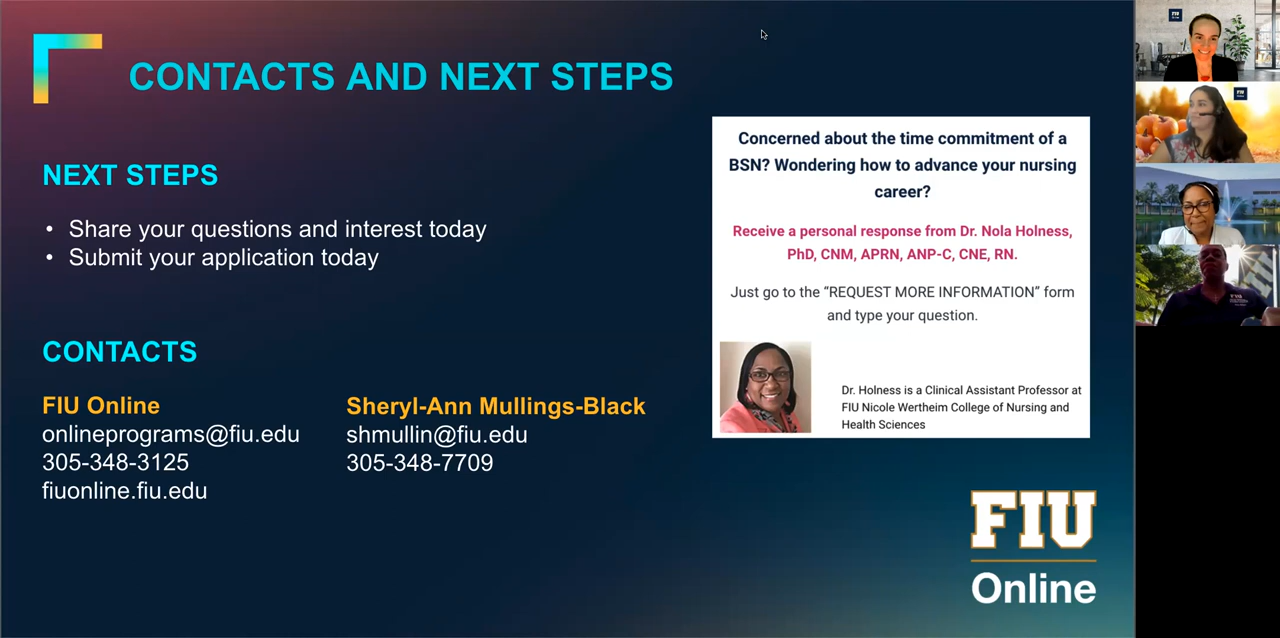 CONTACTS AND NEXT STEPS
NEXT STEPS
• Share your questions and interest today
• Submit your application today
CONTACTS
FIU Online
onlineprograms@fiu.edu
305-348-3125
fiuonline.fiu.edu
Sheryl-Ann Mullings-Black
shmullin@fiu.edu
305-348-7709
Concerned about the time commitment of a
BSN? Wondering how to advance your nursing
career?
Receive a personal response from Dr. Nola Holness,
PhD, CNM, APRN, ANP-C, CNE, RN.
Just go to the “REQUEST MORE INFORMATION” form
and type your question.
Dr. Holness is a Clinical Assistant Professor at
FIU Nicole Wertheim College of Nursing and
Health Sciences
FIU
Online
FIU
FIU
Online